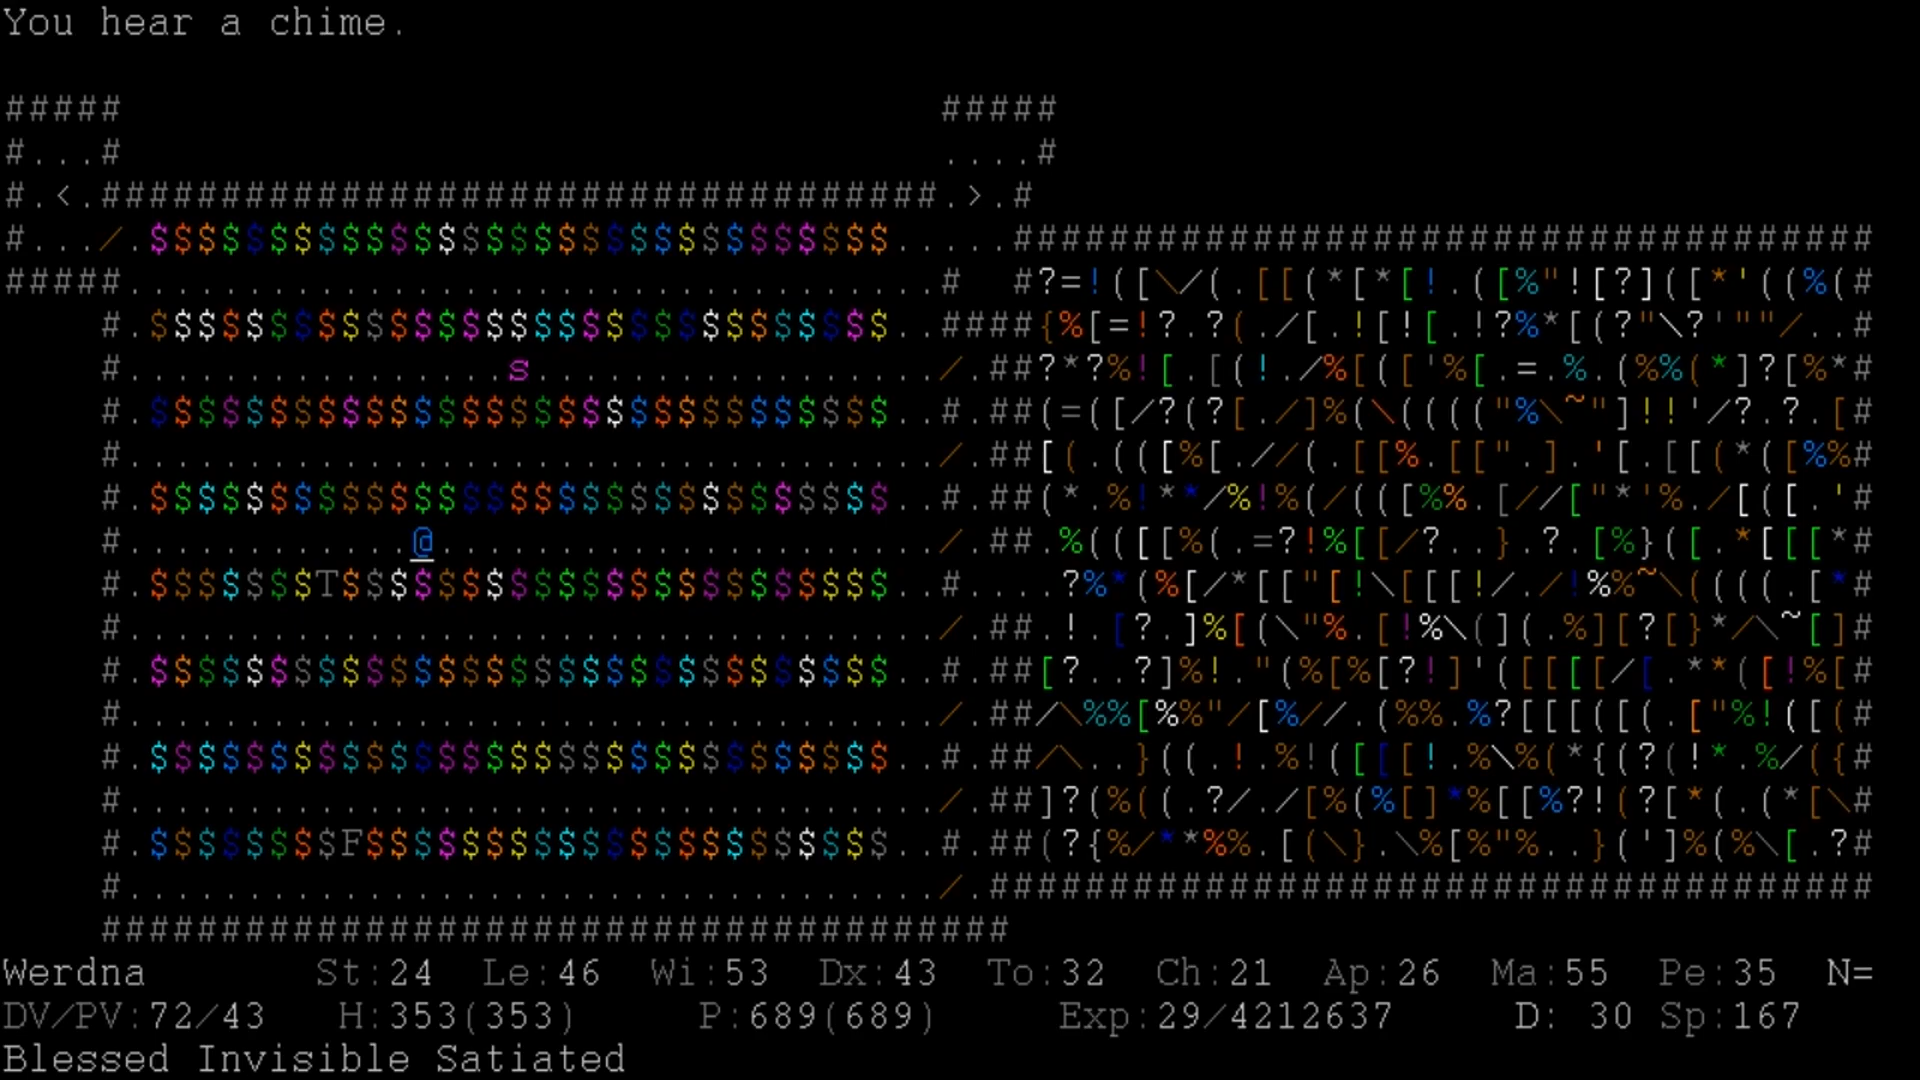 You hear a chime.
Werdna St:24 Le:46 Wi:53 Dx:43 To:32 Ch:21 Ap:26 Ma:55 Pe:35 N=
DV/PV:72/43 H:353(353) P:689(689) Exp:29/4212637 D: 30 Sp:167
Blessed Invisible Satiated